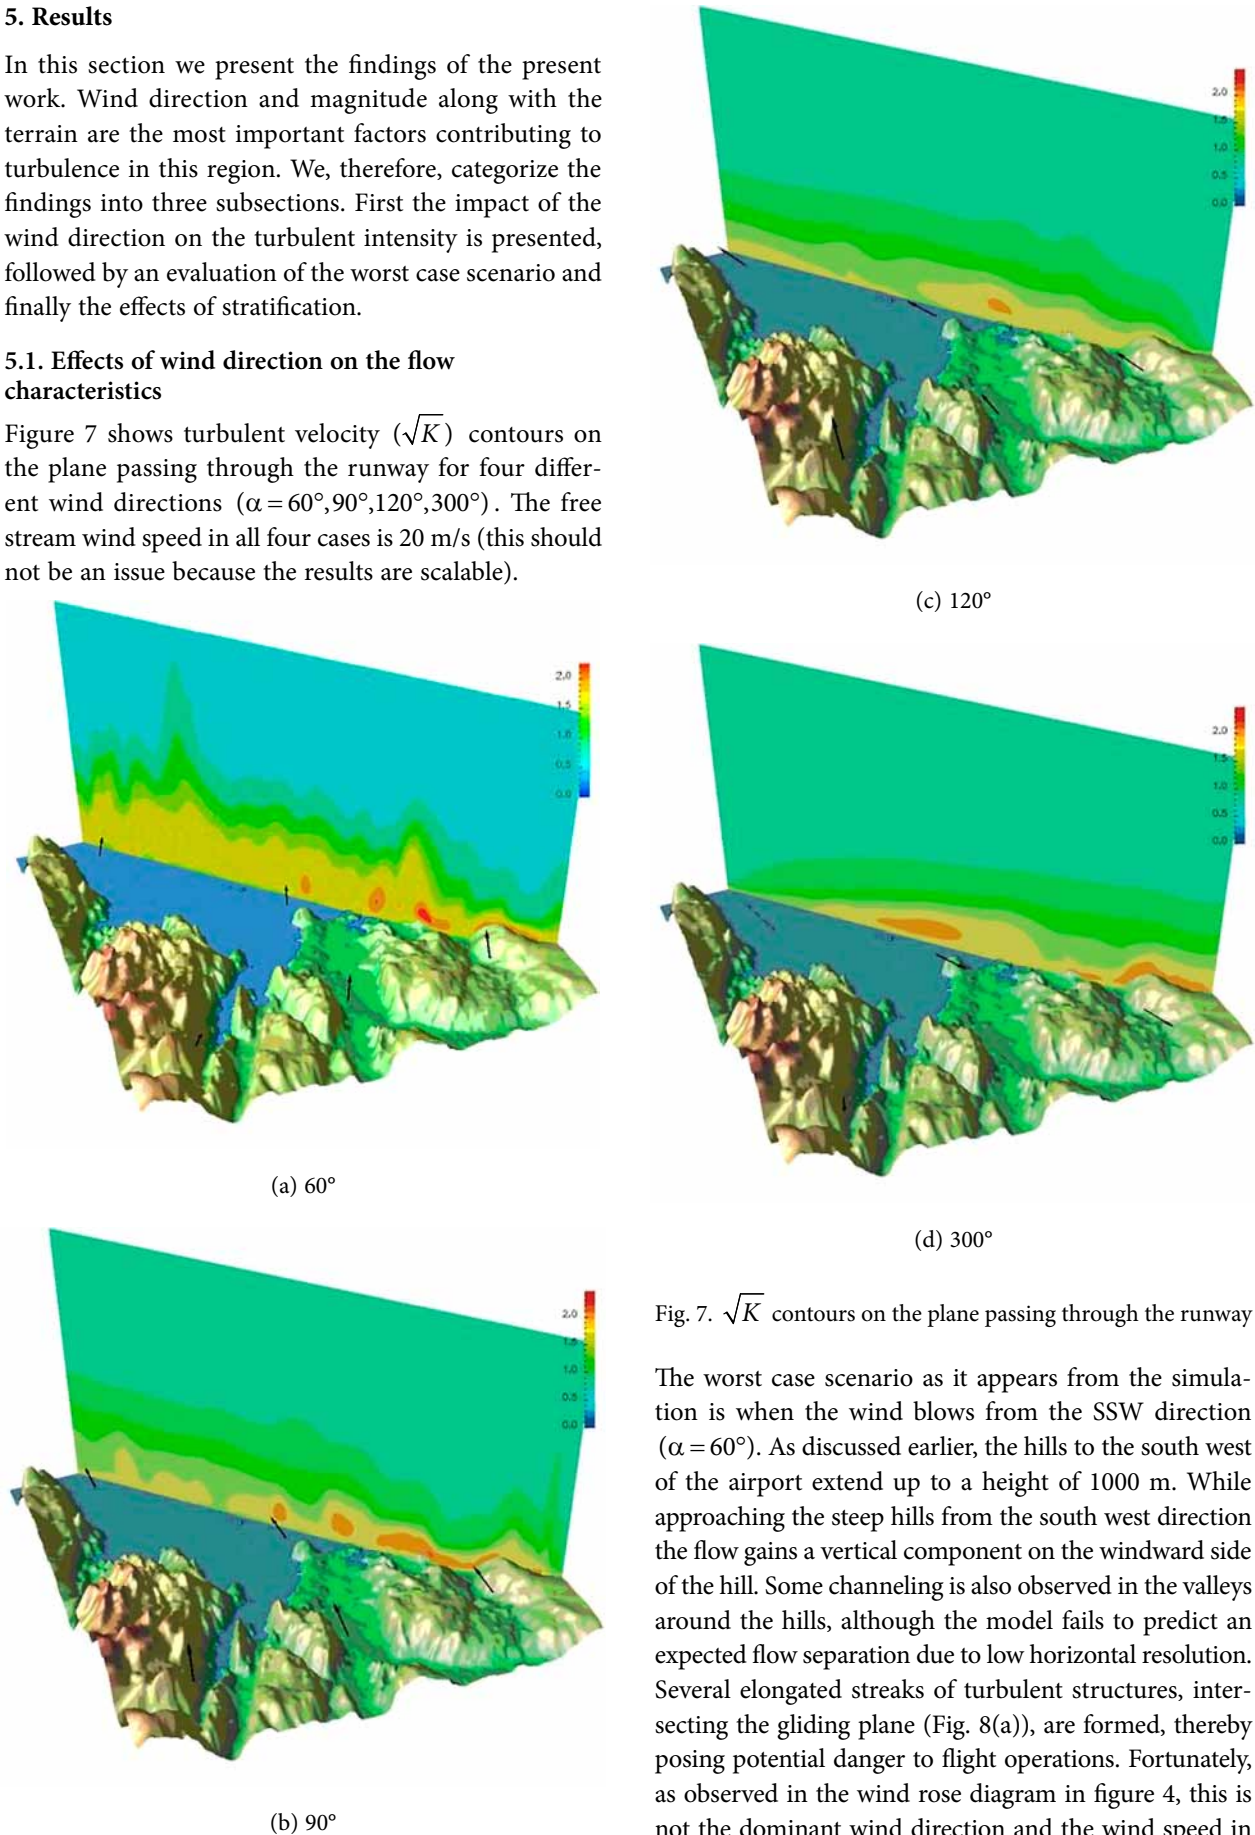 5. Results
In this section we present the findings of the present
work. Wind direction and magnitude along with the
terrain are the most important factors contributing to
turbulence in this region. We, therefore, categorize the
findings into three subsections. First the impact of the
wind direction on the turbulent intensity is presented,
followed by an evaluation of the worst case scenario and
finally the effects of stratification.
5.1. Effects of wind direction on the flow
characteristics
Figure 7 shows turbulent velocity (√K) contours on
the plane passing through the runway for four differ-
ent wind directions (α = 60°,90°,120°,300°). The free
stream wind speed in all four cases is 20 m/s (this should
not be an issue because the results are scalable).
2.0
1.5
1.0
0.5
0.0
(a) 60°
2.0
1.5
1.0
0.5
0.0
(b) 90°
2.0
1.5
1.0
0.5
0.0
(c) 120°
2.0
1.5
1.0
0.5
0.0
(d) 300°
Fig. 7. √K contours on the plane passing through the runway
The worst case scenario as it appears from the simula-
tion is when the wind blows from the SSW direction
(α = 60°). As discussed earlier, the hills to the south west
of the airport extend up to a height of 1000 m. While
approaching the steep hills from the south west direction
the flow gains a vertical component on the windward side
of the hill. Some channeling is also observed in the valleys
around the hills, although the model fails to predict an
expected flow separation due to low horizontal resolution.
Several elongated streaks of turbulent structures, inter-
secting the gliding plane (Fig. 8(a)), are formed, thereby
posing potential danger to flight operations. Fortunately,
as observed in the wind rose diagram in figure 4, this is
not the dominant wind direction and the wind speed in